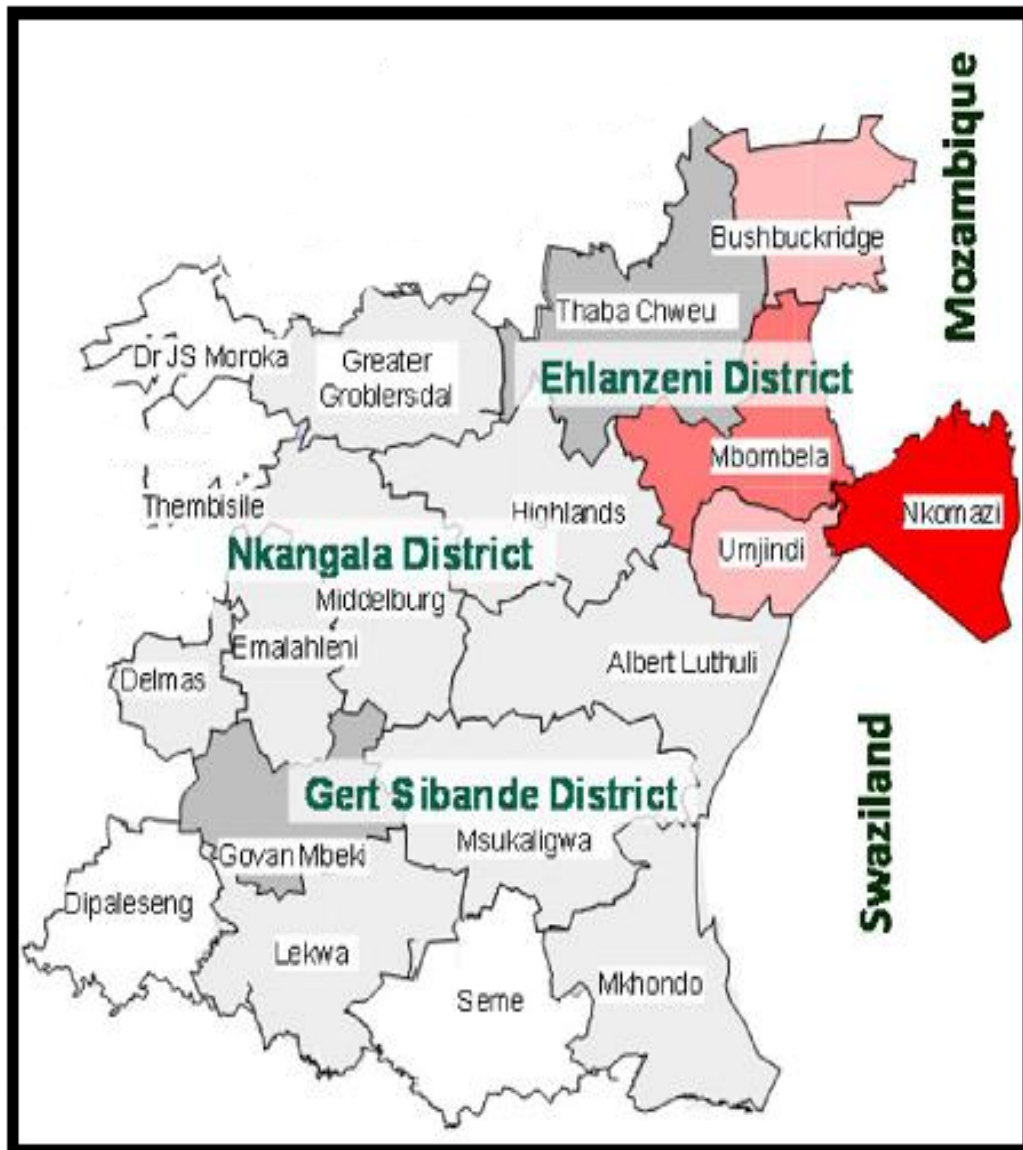 Mozambique
Bushbuckridge
Thaba Chweu
Dr JS Moroka
Greater
Groblersdal
Ehlanzeni District
Mbombela
Thembisile
Highlands
Nkomazi
Nkangala District
Umjindi
Middelburg
Emalahleni
Albert Luthuli
Delmas
Swaziland
Gert Sibande District
Msukaligwa
Govan Mbeki
Dipaleseng
Lekwa
Seme
Mkhondo